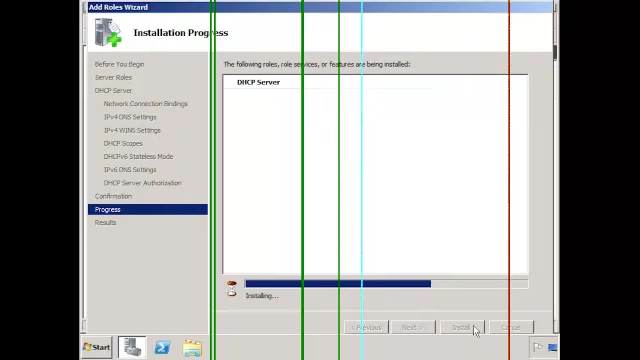 Add Roles Wizard
Installation Progress
Before You Begin
Server Roles
DHCP Server
Network Connection Bindings
IPv4 DNS Settings
IPv4 WINS Settings
DHCP Scopes
DHCPv6 Stateless Mode
IPv6 DNS Settings
DHCP Server Authorization
Confirmation
Progress
Results
The following roles, role services, or features are being installed:
DHCP Server
Installing...
< Previous
Next >
Install
Cancel
Start